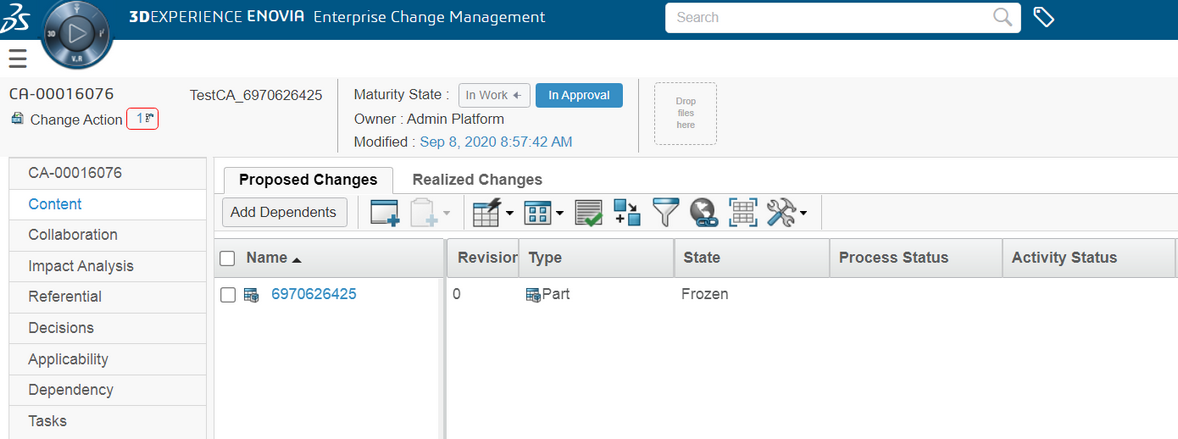 3DEXPERIENCE ENOVIA Enterprise Change Management
Search
3D
V.R
CA-00016076
TestCA_6970626425
Change Action 1
Maturity State : In Work In Approval
Owner : Admin Platform
Modified : Sep 8, 2020 8:57:42 AM
Drop
files
here
CA-00016076
Content
Collaboration
Impact Analysis
Referential
Decisions
Applicability
Dependency
Tasks
Proposed Changes Realized Changes
Add Dependents
Name Revision Type State Process Status Activity Status
6970626425 0 Part Frozen